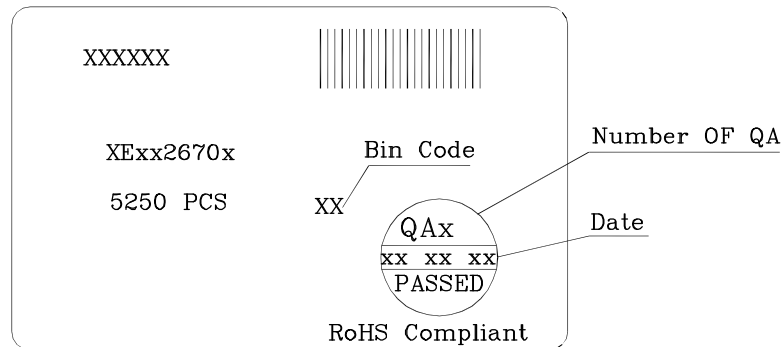 XXXXXX
XExx2670x
5250 PCS
Bin Code
XX
Number OF QA
Date
QAx
xx xx xx
PASSED
RoHS Compliant